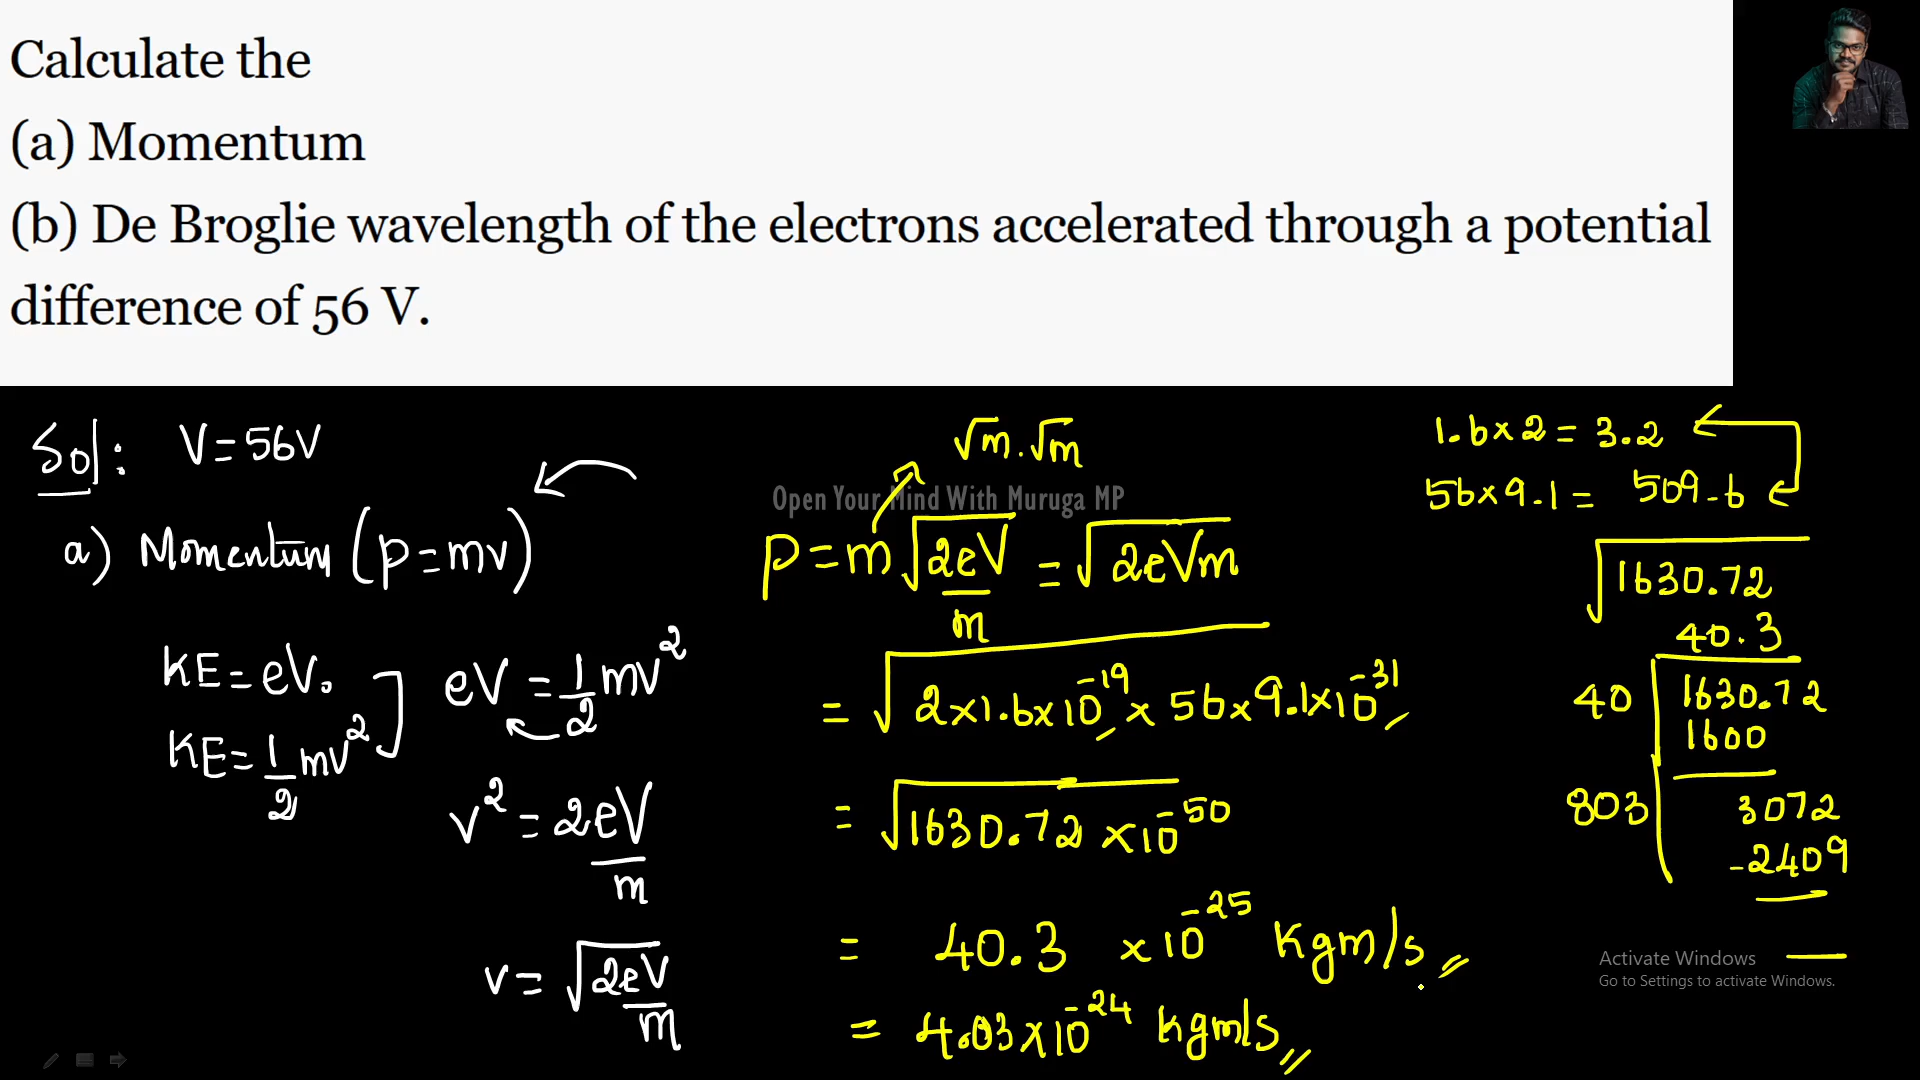 Calculate the
(a) Momentum
(b) De Broglie wavelength of the electrons accelerated through a potential
difference of 56 V.
Sol: V=56V
a) Momentum (p=mv)
KE=eV.
KE=1/2 mv²
eV=1/2 mv²
v²=2eV/m
v=√2eV/m
√m.√m
Open Your Mind With Muruga MP
p=m√2eV/m=√2eVm
=√2×1.6×10⁻¹⁹×56×9.1×10⁻³¹
=√1630.72×10⁻⁵⁰
= 40.3 ×10⁻²⁵ Kgm/s
= 4.03×10⁻²⁴ kgm/s
1.6×2=3.2
56×9.1= 509.6
√1630.72
40.3
40 1630.72
1600
803 3072
-2409
Activate Windows
Go to Settings to activate Windows.